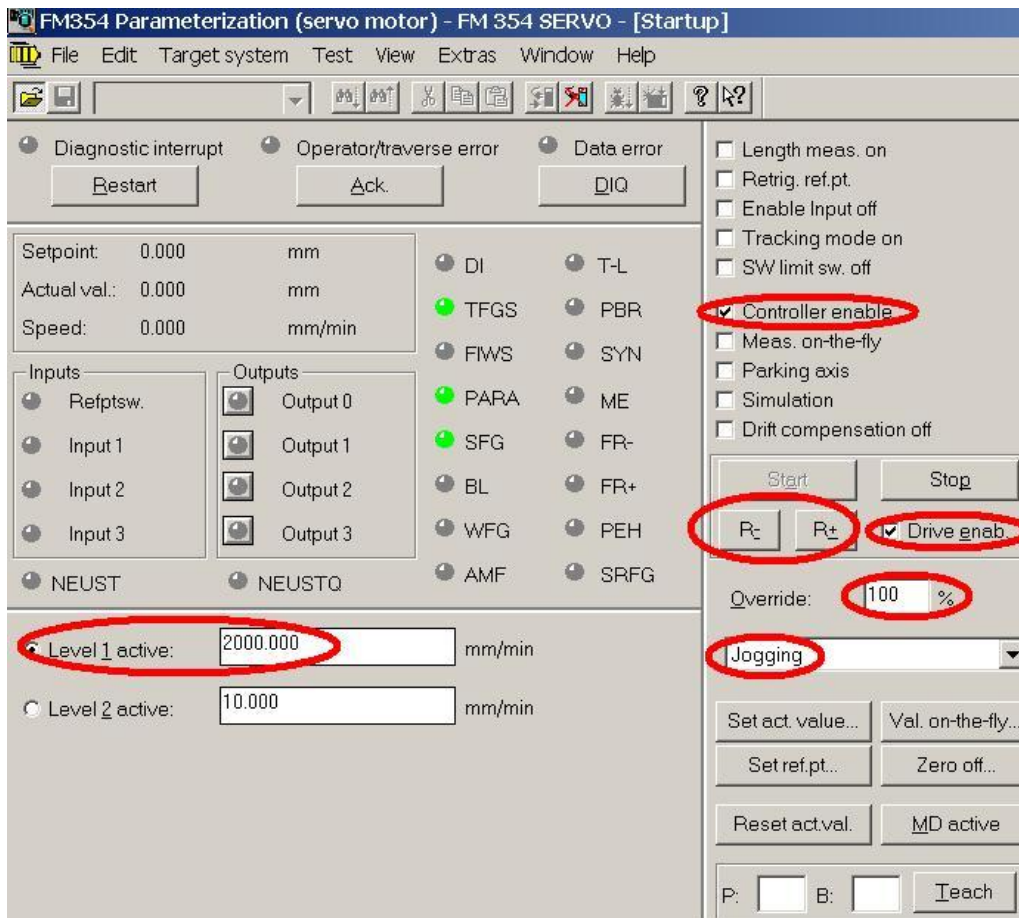 FM354 Parameterization (servo motor) - FM 354 SERVO - [Startup]
File Edit Target system Test View Extras Window Help
Diagnostic interrupt Operator/traverse error Data error
Restart Ack. DIQ
Setpoint: 0.000 mm
Actual val.: 0.000 mm
Speed: 0.000 mm/min
Inputs
Refptsw.
Input 1
Input 2
Input 3
Outputs
Output 0
Output 1
Output 2
Output 3
NEUST NEUSTQ
DI T-L
TFGS PBR
FIWS SYN
PARA ME
SFG FR-
BL FR+
WFG PEH
AMF SRFG
Level 1 active: 2000.000 mm/min
Level 2 active: 10.000 mm/min
Length meas. on
Retrig. ref.pt.
Enable Input off
Tracking mode on
SW limit sw. off
Controller enable
Meas. on-the-fly
Parking axis
Simulation
Drift compensation off
Start Stop
R- R+ Drive enab.
Override: 100 %
Jogging
Set act. value... Val. on-the-fly...
Set ref.pt... Zero off...
Reset act.val. MD active
P: B: Teach